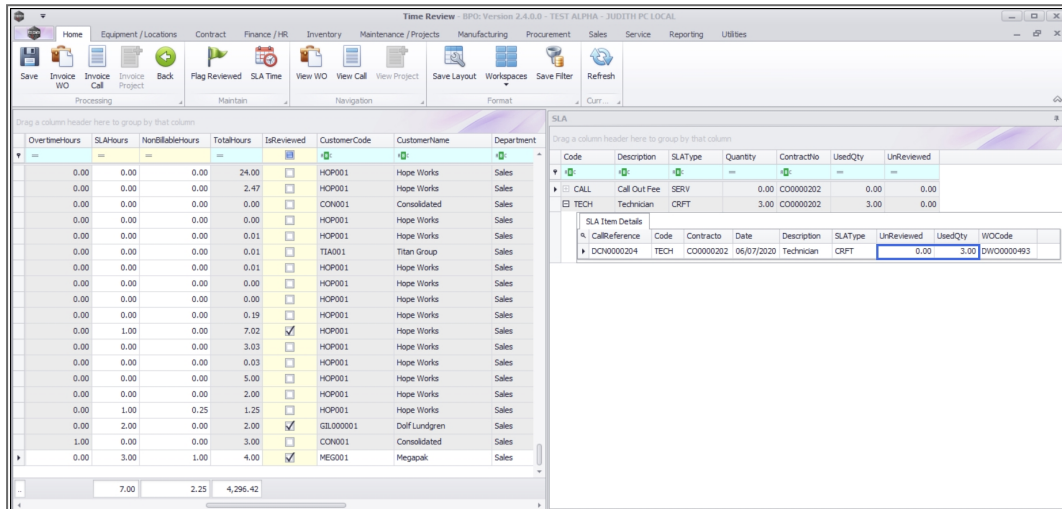 Time Review - BPO: Version 2.4.0.0 - TEST ALPHA - JUDITH PC LOCAL
Home Equipment / Locations Contract Finance / HR Inventory Maintenance / Projects Manufacturing Procurement Sales Service Reporting Utilities
Save Invoice WO Invoice Call Invoice Project Back Flag Reviewed SLA Time View WO View Call View Project Save Layout Workspaces Save Filter Refresh
Processing Maintain Navigation Format Curr...
Drag a column header here to group by that column
OvertimeHours SLAHours NonBillableHours TotalHours IsReviewed CustomerCode CustomerName Department
= = = =
0.00 0.00 0.00 24.00 HOP001 Hope Works Sales
0.00 0.00 0.00 2.47 HOP001 Hope Works Sales
0.00 0.00 0.00 0.00 CON001 Consolidated Sales
0.00 0.00 0.00 0.01 HOP001 Hope Works Sales
0.00 0.00 0.00 0.01 TIA001 Titan Group Sales
0.00 0.00 0.00 0.01 HOP001 Hope Works Sales
0.00 0.00 0.00 0.00 HOP001 Hope Works Sales
0.00 0.00 0.00 0.00 HOP001 Hope Works Sales
0.00 0.00 0.00 0.19 HOP001 Hope Works Sales
0.00 1.00 0.00 7.02 HOP001 Hope Works Sales
0.00 0.00 0.00 3.03 HOP001 Hope Works Sales
0.00 0.00 0.00 0.03 HOP001 Hope Works Sales
0.00 0.00 0.00 5.00 HOP001 Hope Works Sales
0.00 0.00 0.00 2.00 HOP001 Hope Works Sales
0.00 1.00 0.25 1.25 HOP001 Hope Works Sales
0.00 2.00 0.00 2.00 GIL000001 Dolf Lundgren Sales
1.00 0.00 0.00 3.00 CON001 Consolidated Sales
0.00 3.00 1.00 4.00 MEG001 Megapak Sales
.. 7.00 2.25 4,296.42
SLA
Drag a column header here to group by that column
Code Description SLAType Quantity ContractNo UsedQty UnReviewed
= = =
CALL Call Out Fee SERV 0.00 CO0000202 0.00 0.00
TECH Technician CRFT 3.00 CO0000202 3.00 0.00
SLA Item Details
CallReference Code Contracto Date Description SLAType UnReviewed UsedQty WOCode
DCN0000204 TECH CO0000202 06/07/2020 Technician CRFT 0.00 3.00 DWO0000493